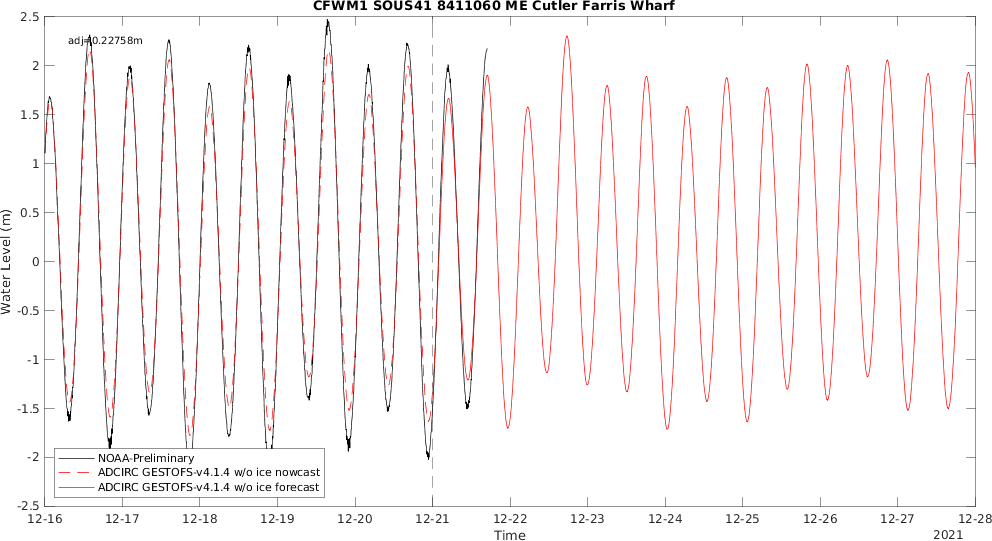 CFWM1 SOUS41 8411060 ME Cutler Farris Wharf
adj=0.22758m
2.5
2
1.5
1
0.5
0
-0.5
-1
-1.5
-2
-2.5
Water Level (m)
NOAA-Preliminary
ADCIRC GESTOFS-v4.1.4 w/o ice nowcast
ADCIRC GESTOFS-v4.1.4 w/o ice forecast
12-16 12-17 12-18 12-19 12-20 12-21 12-22 12-23 12-24 12-25 12-26 12-27 12-28
Time
2021